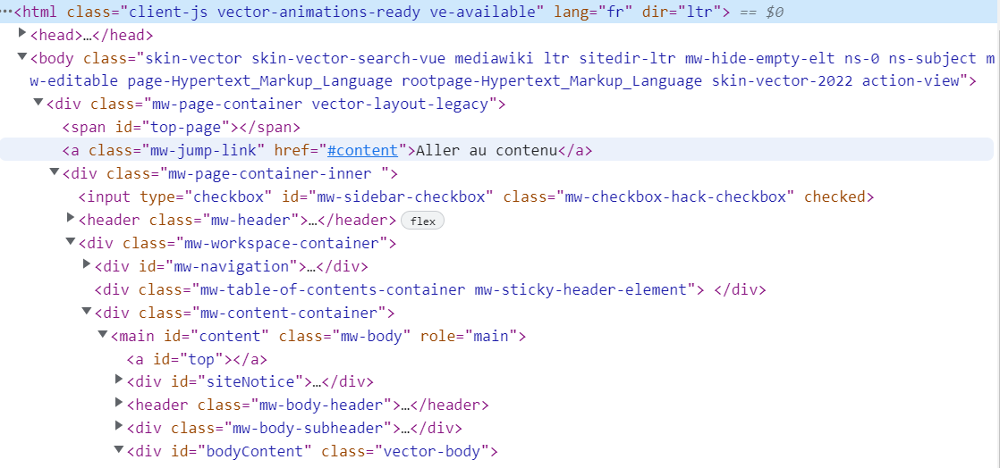 …<html class="client-js vector-animations-ready ve-available" lang="fr" dir="ltr"> == $0
<head>…</head>
<body class="skin-vector skin-vector-search-vue mediawiki ltr sitedir-ltr mw-hide-empty-elt ns-0 ns-subject m
w-editable page-Hypertext_Markup_Language rootpage-Hypertext_Markup_Language skin-vector-2022 action-view">
<div class="mw-page-container vector-layout-legacy">
<span id="top-page"></span>
<a class="mw-jump-link" href="#content">Aller au contenu</a>
<div class="mw-page-container-inner ">
<input type="checkbox" id="mw-sidebar-checkbox" class="mw-checkbox-hack-checkbox" checked>
<header class="mw-header">…</header> flex
<div class="mw-workspace-container">
<div id="mw-navigation">…</div>
<div class="mw-table-of-contents-container mw-sticky-header-element"> </div>
<div class="mw-content-container">
<main id="content" class="mw-body" role="main">
<a id="top"></a>
<div id="siteNotice">…</div>
<header class="mw-body-header">…</header>
<div class="mw-body-subheader">…</div>
<div id="bodyContent" class="vector-body">